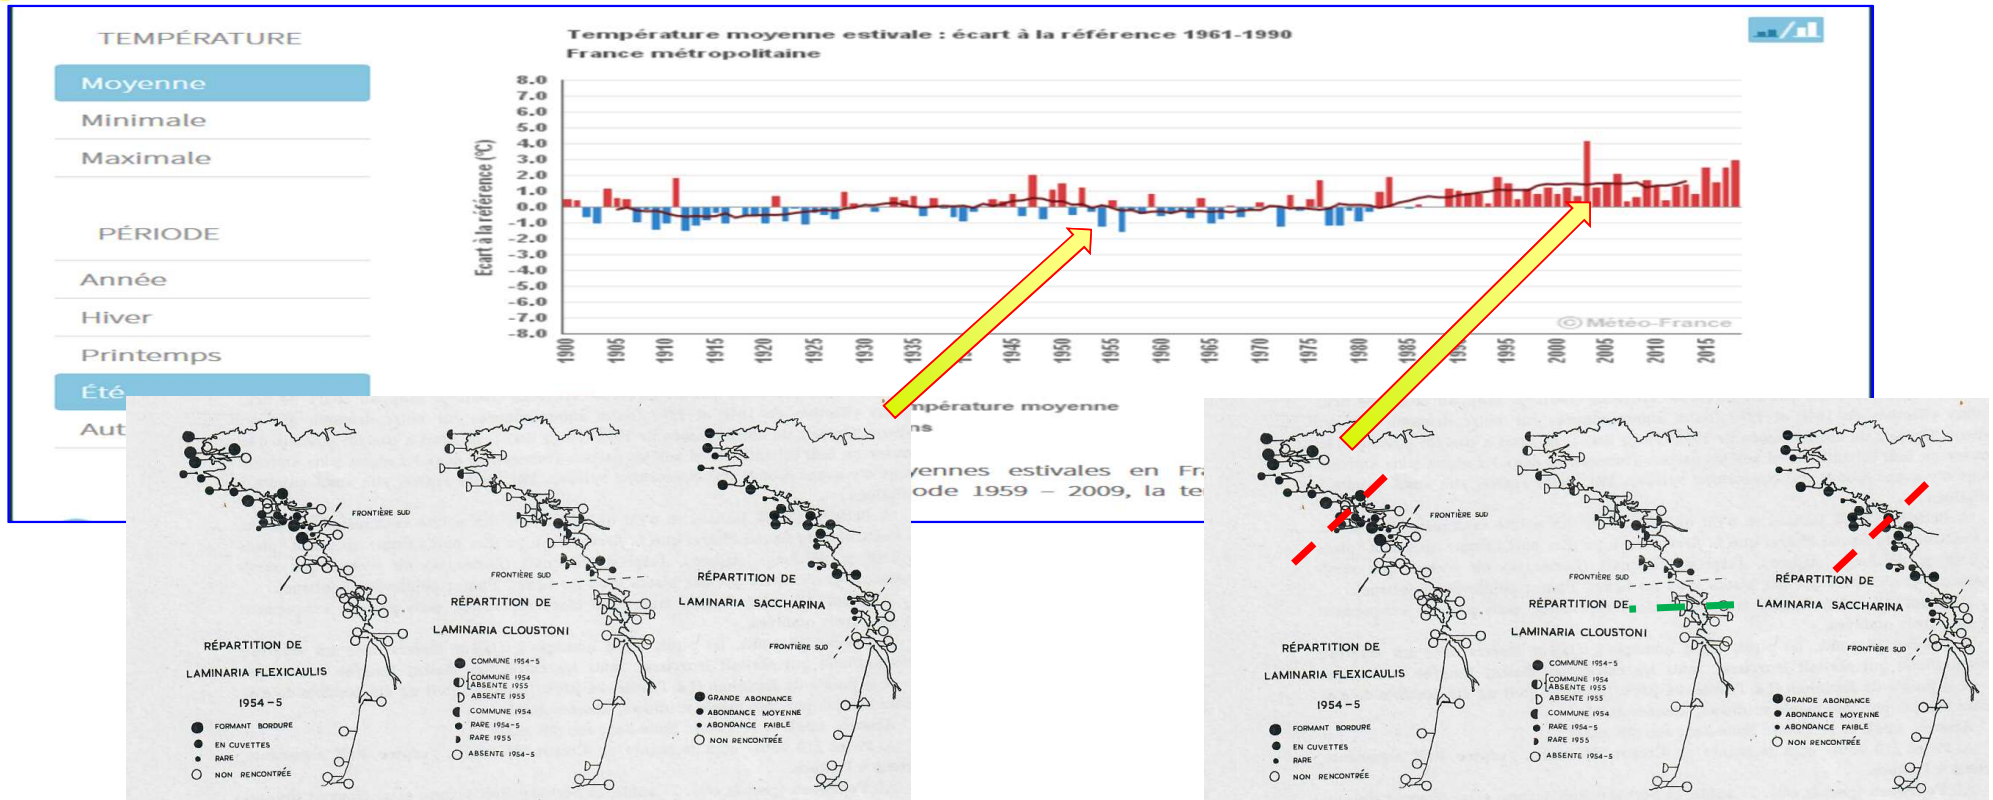 TEMPÉRATURE
Moyenne
Minimale
Maximale
PÉRIODE
Année
Hiver
Printemps
Été
Aut
Température moyenne estivale : écart à la référence 1961-1990
France métropolitaine
Ecart à la référence (°C)
8.0
7.0
6.0
5.0
4.0
3.0
2.0
1.0
0.0
-1.0
-2.0
-3.0
-4.0
-5.0
-6.0
-7.0
-8.0
© Météo-France
1900
1905
1910
1915
1920
1925
1930
1935
1945
1950
1955
1960
1965
1970
1975
1980
1985
1995
2000
2005
2010
2015
mpérature moyenne
ns
yennes estivales en Fra
ode 1959 – 2009, la te
FRONTIÈRE SUD
RÉPARTITION DE
LAMINARIA FLEXICAULIS
1954-5
FORMANT BORDURE
EN CUVETTES
RARE
NON RENCONTRÉE
FRONTIÈRE SUD
RÉPARTITION DE
LAMINARIA CLOUSTONI
COMMUNE 1954-5
COMMUNE 1954
ABSENTE 1955
ABSENTE 1955
COMMUNE 1954
RARE 1954-5
RARE 1955
ABSENTE 1954-5
RÉPARTITION DE
LAMINARIA SACCHARINA
FRONTIÈRE SUD
GRANDE ABONDANCE
ABONDANCE MOYENNE
ABONDANCE FAIBLE
NON RENCONTRÉE
FRONTIÈRE SUD
RÉPARTITION DE
LAMINARIA FLEXICAULIS
1954-5
FORMANT BORDURE
EN CUVETTES
RARE
NON RENCONTRÉE
FRONTIÈRE SUD
RÉPARTITION DE
LAMINARIA CLOUSTONI
COMMUNE 1954-5
COMMUNE 1954
ABSENTE 1955
ABSENTE 1955
COMMUNE 1954
RARE 1954-5
RARE 1955
ABSENTE 1954-5
RÉPARTITION DE
LAMINARIA SACCHARINA
FRONTIÈRE SUD
GRANDE ABONDANCE
ABONDANCE MOYENNE
ABONDANCE FAIBLE
NON RENCONTRÉE